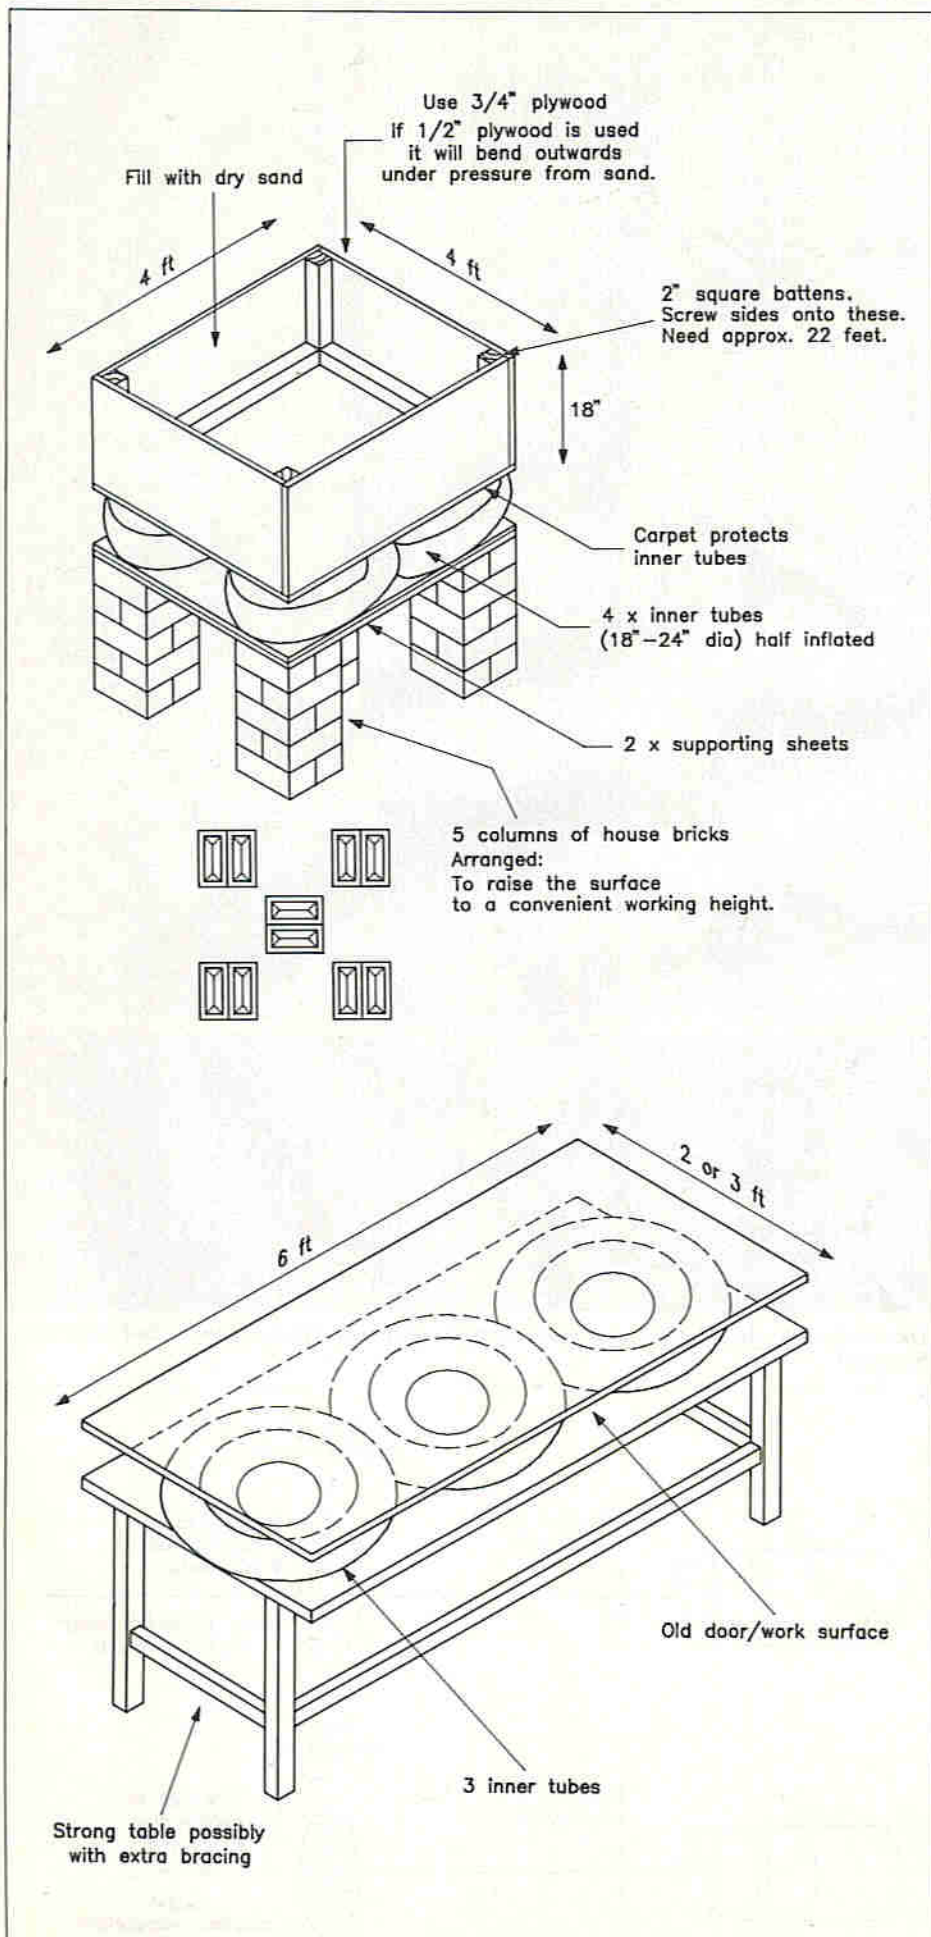 Use 3/4" plywood
If 1/2" plywood is used
it will bend outwards
under pressure from sand.
Fill with dry sand
4 ft
4 ft
2" square battens.
Screw sides onto these.
Need approx. 22 feet.
18"
Carpet protects
inner tubes
4 x inner tubes
(18"-24" dia) half inflated
2 x supporting sheets
5 columns of house bricks
Arranged:
To raise the surface
to a convenient working height.
6 ft
2 or 3 ft
Old door/work surface
3 inner tubes
Strong table possibly
with extra bracing